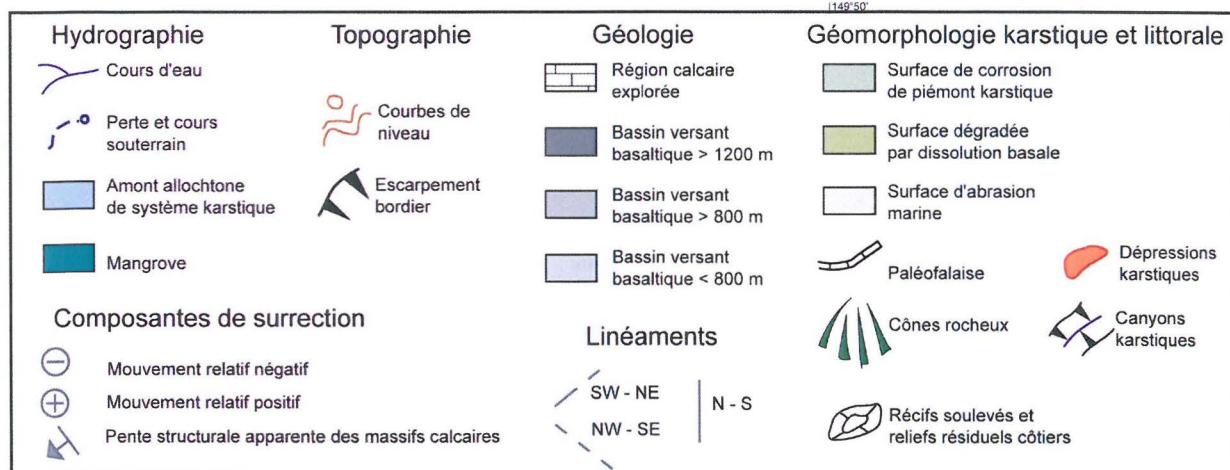 149°50'
Hydrographie
Cours d'eau
Perte et cours
souterrain
Amont allochtone
de système karstique
Mangrove
Topographie
Courbes de
niveau
Escarpement
bordier
Géologie
Région calcaire
explorée
Bassin versant
basaltique > 1200 m
Bassin versant
basaltique > 800 m
Bassin versant
basaltique < 800 m
Géomorphologie karstique et littorale
Surface de corrosion
de piémont karstique
Surface dégradée
par dissolution basale
Surface d'abrasion
marine
Paléofalaise
Dépressions
karstiques
Cônes rocheux
Canyons
karstiques
Récifs soulevés et
reliefs résiduels côtiers
Composantes de surrection
Mouvement relatif négatif
Mouvement relatif positif
Pente structurale apparente des massifs calcaires
Linéaments
SW - NE
NW - SE
N - S